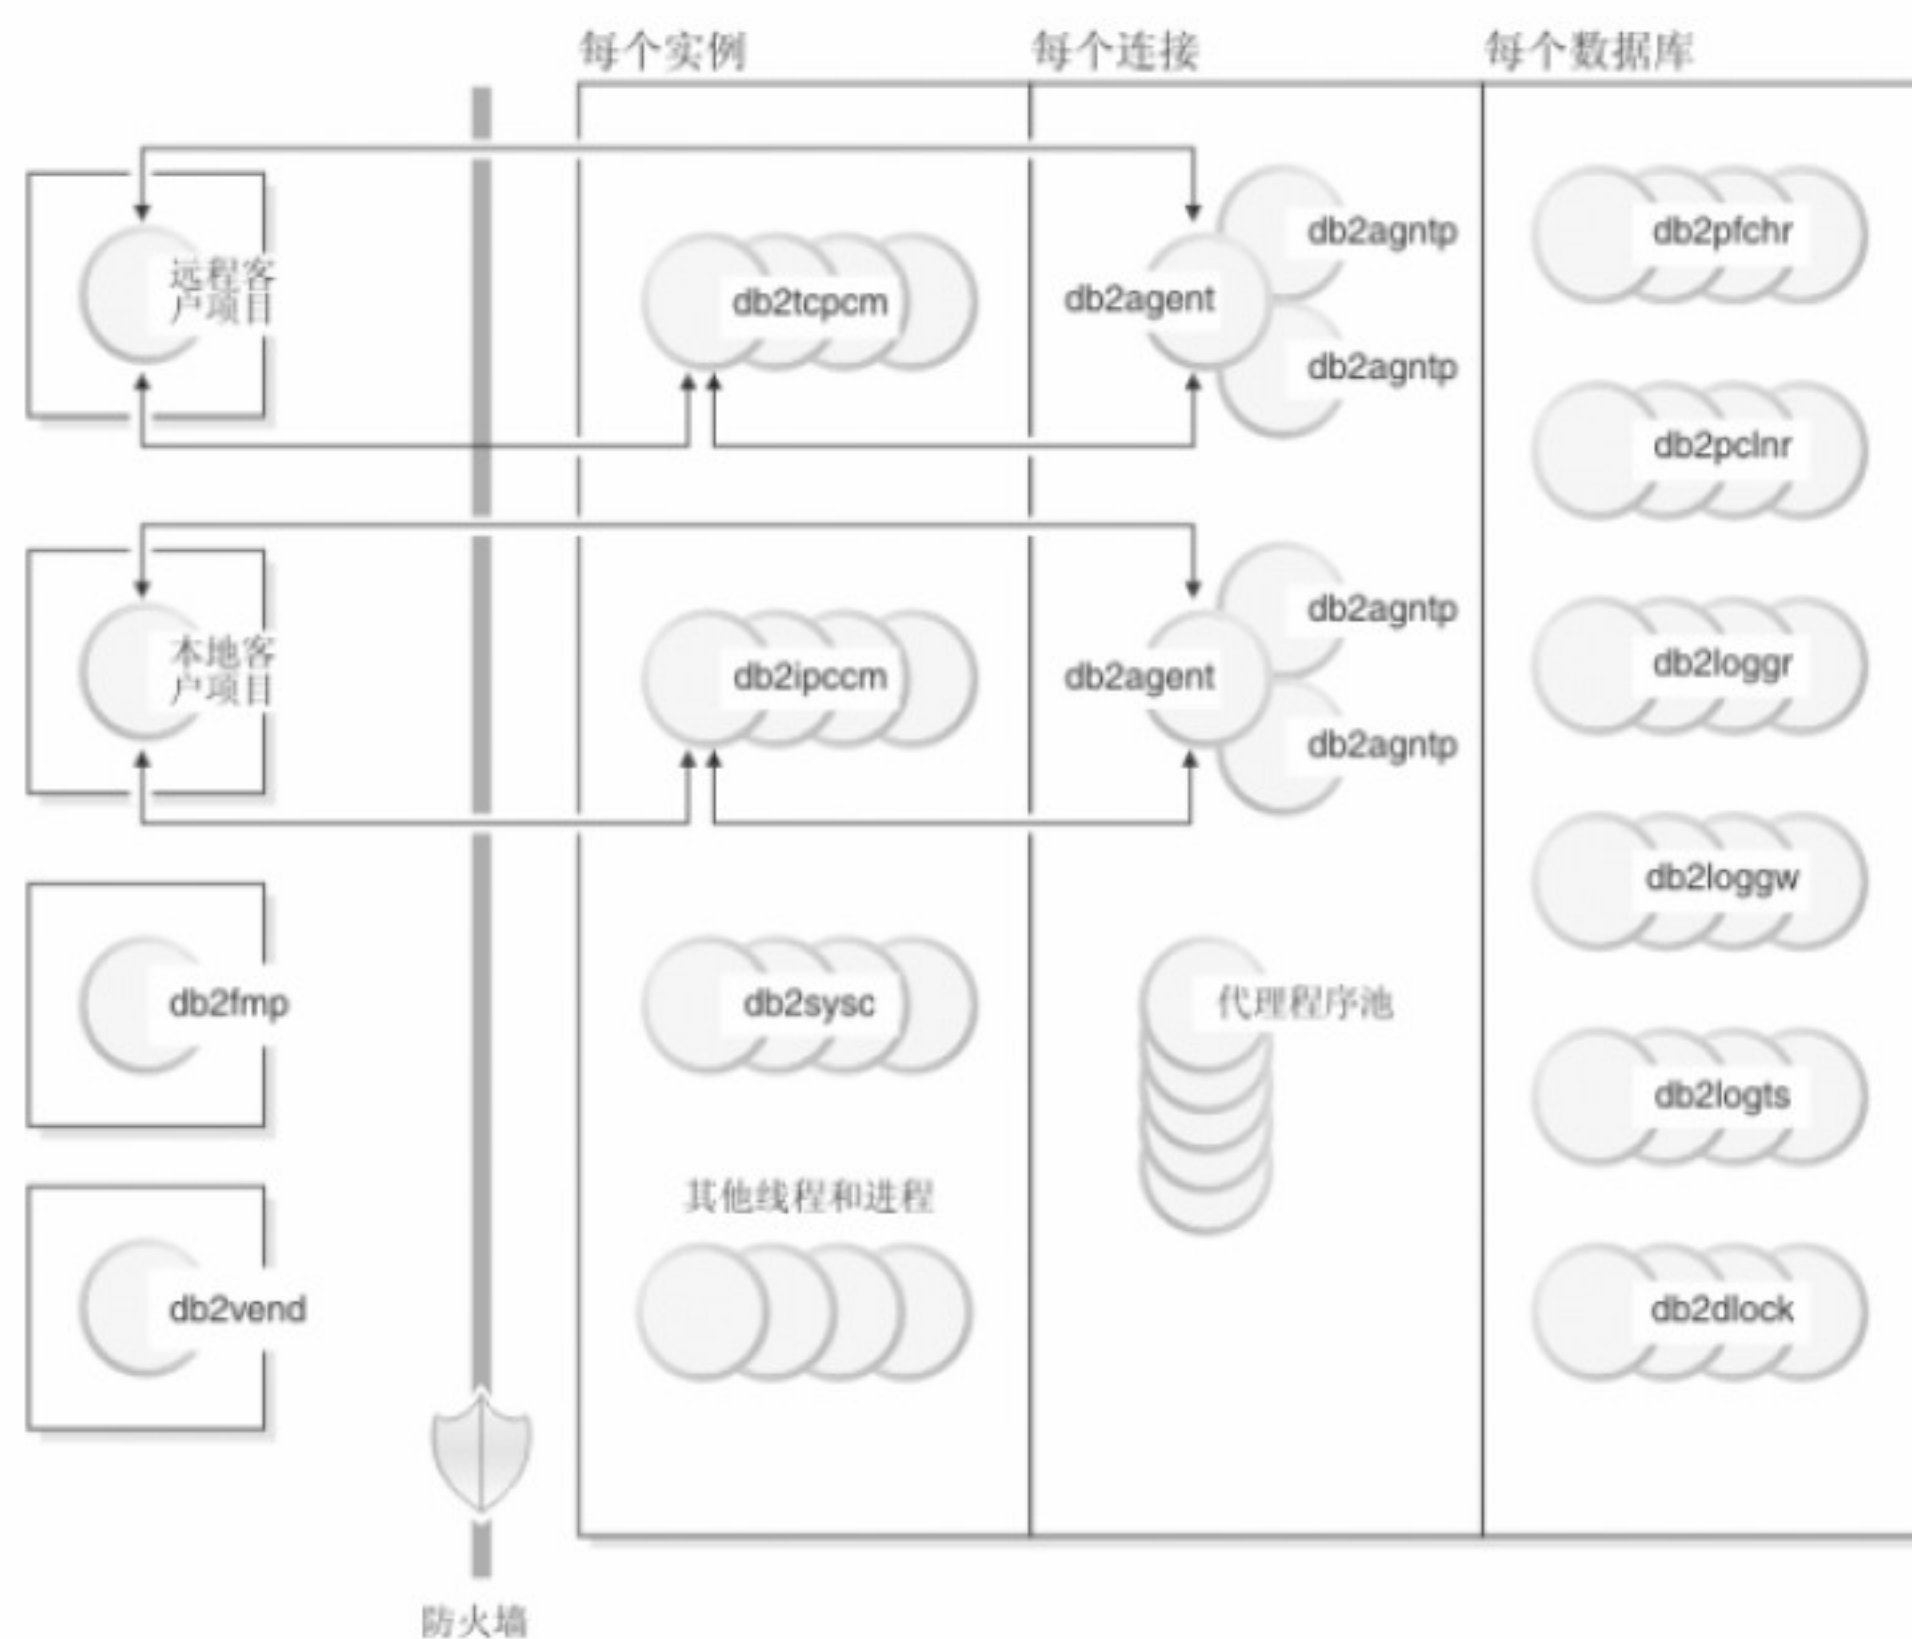 每个实例
每个连接
每个数据库
远程客
户项目
db2tcpcm
db2agent
db2agntp
db2agntp
db2pfchr
db2pclnr
本地客
户项目
db2ipccm
db2agent
db2agntp
db2agntp
db2loggr
db2loggw
db2fmp
db2sysc
代理程序池
db2logts
其他线程和进程
db2vend
db2dlock
防火墙